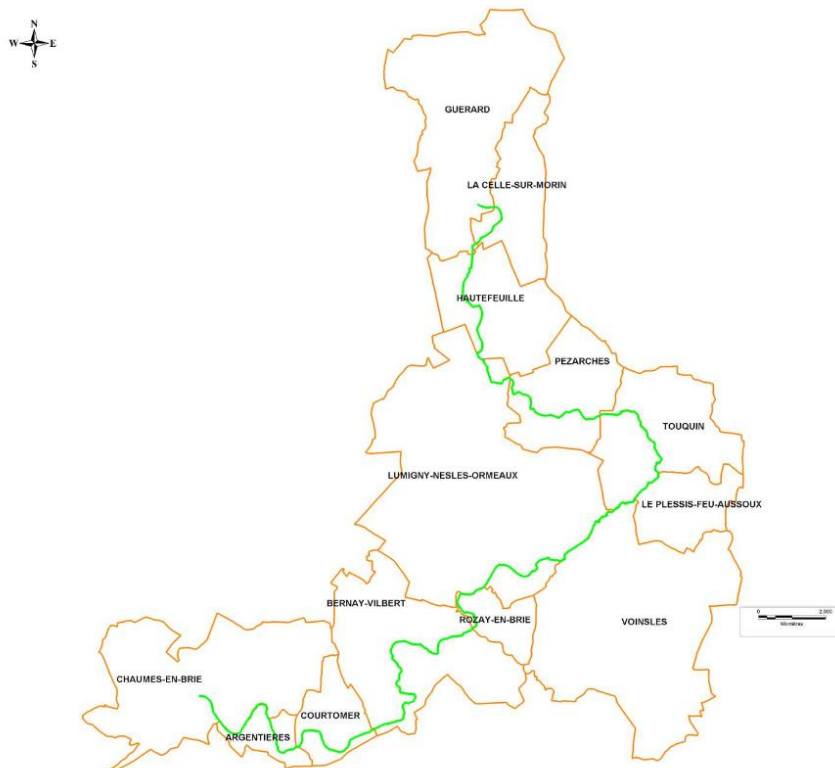 N
W E
S
GUERARD
LA CELLE-SUR-MORIN
HAUTEFEUILLE
PEZARCHES
TOUQUIN
LUMIGNY-NESLES-ORMEAUX
LE PLESSIS-FEU-AUSSOUX
BERNAY-VILBERT
ROZAY-EN-BRIE
VOINSLES
0 2,000
CHAUMES-EN-BRIE
COURTOMER
ARGENTIERES